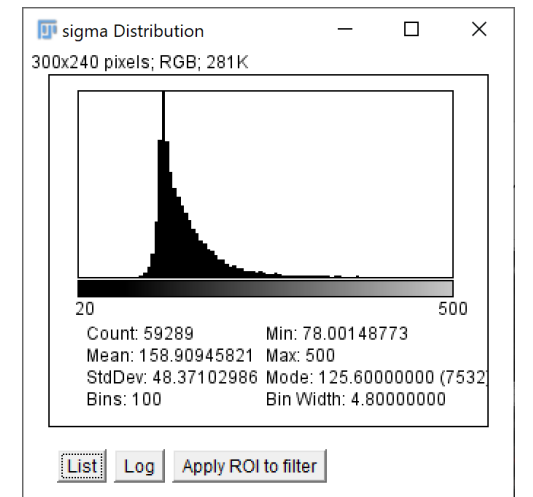 sigma Distribution
300x240 pixels; RGB; 281K
20 500
Count: 59289 Min: 78.00148773
Mean: 158.90945821 Max: 500
StdDev: 48.37102986 Mode: 125.60000000 (7532)
Bins: 100 Bin Width: 4.80000000
List Log Apply ROI to filter